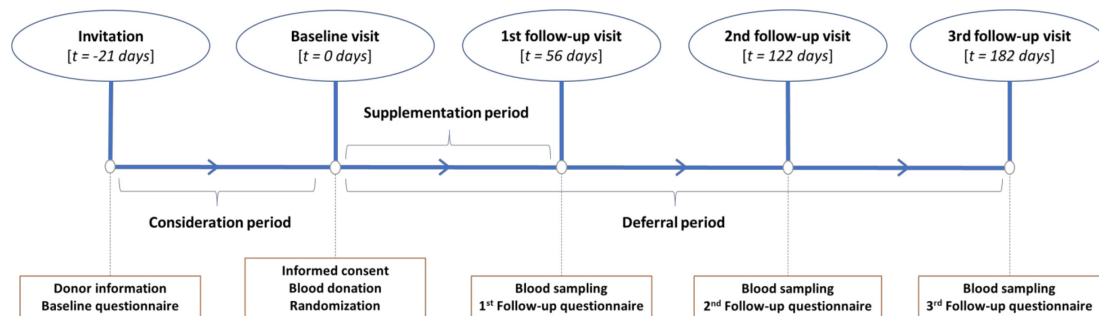 Invitation
[t = -21 days]
Baseline visit
[t = 0 days]
1st follow-up visit
[t = 56 days]
2nd follow-up visit
[t = 122 days]
3rd follow-up visit
[t = 182 days]
Supplementation period
Consideration period
Deferral period
Donor information
Baseline questionnaire
Informed consent
Blood donation
Randomization
Blood sampling
1st Follow-up questionnaire
Blood sampling
2nd Follow-up questionnaire
Blood sampling
3rd Follow-up questionnaire